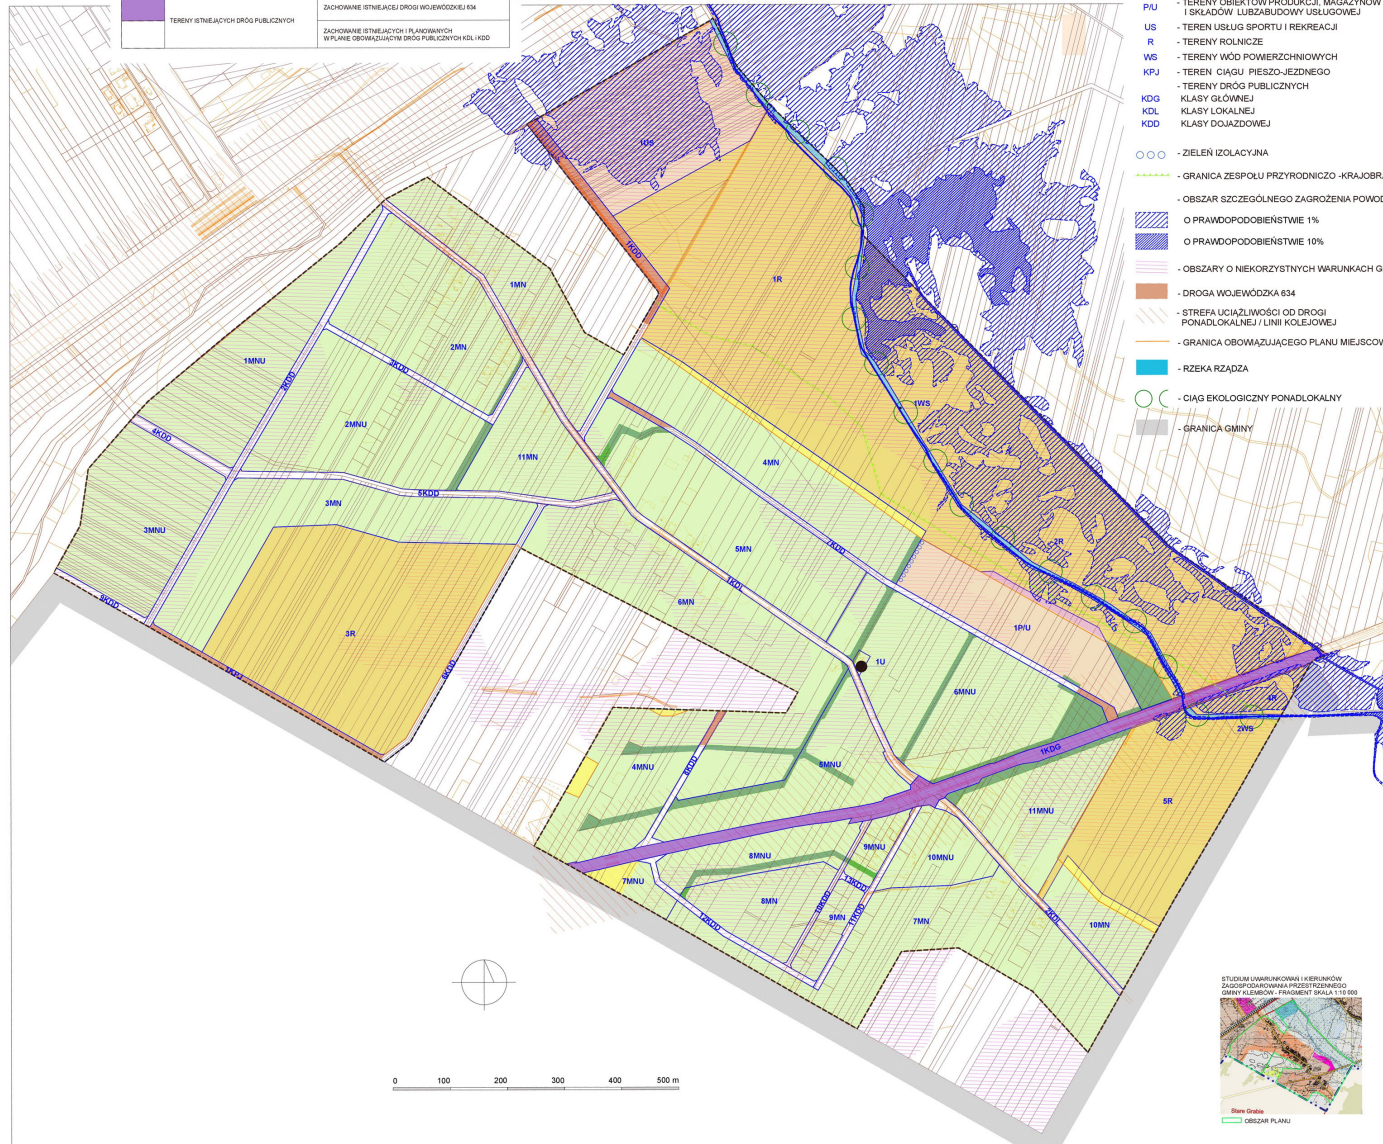 TERENY ISTNIEJĄCYCH DRÓG PUBLICZNYCH
ZACHOWANIE ISTNIEJĄCEJ DROGI WOJEWÓDZKIEJ 634
ZACHOWANIE ISTNIEJĄCYCH I PLANOWANYCH
W PLANIE OBOWIĄZUJĄCYM DRÓG PUBLICZNYCH KDL i KDD
P/U - TERENY OBIEKTÓW PRODUKCJI, MAGAZYNÓW
I SKŁADÓW LUBZABUDOWY USŁUGOWEJ
US - TEREN USŁUG SPORTU I REKREACJI
R - TERENY ROLNICZE
WS - TERENY WÓD POWIERZCHNIOWYCH
KPJ - TEREN CIĄGU PIESZO-JEZDNEGO
- TERENY DRÓG PUBLICZNYCH
KDG KLASY GŁÓWNEJ
KDL KLASY LOKALNEJ
KDD KLASY DOJAZDOWEJ
- ZIELEŃ IZOLACYJNA
- GRANICA ZESPOŁU PRZYRODNICZO -KRAJOBR
- OBSZAR SZCZEGÓLNEGO ZAGROŻENIA POWOD
O PRAWDOPODOBIEŃSTWIE 1%
O PRAWDOPODOBIEŃSTWIE 10%
- OBSZARY O NIEKORZYSTNYCH WARUNKACH G
- DROGA WOJEWÓDZKA 634
- STREFA UCIĄŻLIWOŚCI OD DROGI
PONADLOKALNEJ / LINII KOLEJOWEJ
- GRANICA OBOWIĄZUJĄCEGO PLANU MIEJSCOW
- RZEKA RZĄDZA
- CIĄG EKOLOGICZNY PONADLOKALNY
- GRANICA GMINY
1US
1KDD
1R
1MN
2MN
1MNU
2KDD
3KDD
2MNU
1WS
4KDD
11MN
4MN
5KDD
3MN
3MNU
5MN
7KDD
2R
1KDL
6MN
9KDD
1P/U
3R
1KPJ
6KDD
1U
6MNU
4R
2WS
1KDG
4MNU
8KDD
5MNU
5R
11MNU
9MNU
8MNU
10MNU
7MNU
13KDD
8MN
10KDD
9MN
11KDD
7MN
2KDL
10MN
12KDD
0 100 200 300 400 500 m
STUDIUM UWARUNKOWAŃ I KIERUNKÓW
ZAGOSPODAROWANIA PRZESTRZENNEGO
GMINY KLEMBÓW - FRAGMENT SKALA 1:10 000
Stare Grabie
OBSZAR PLANU